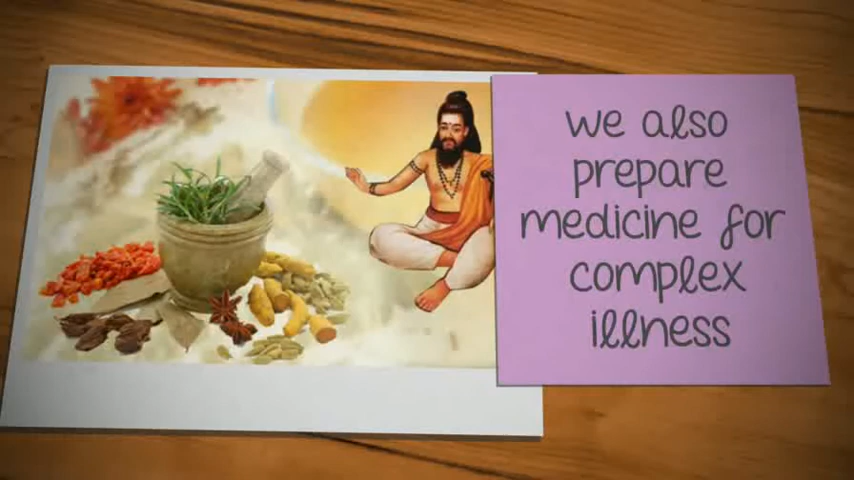 we also
prepare
medicine for
complex
illness